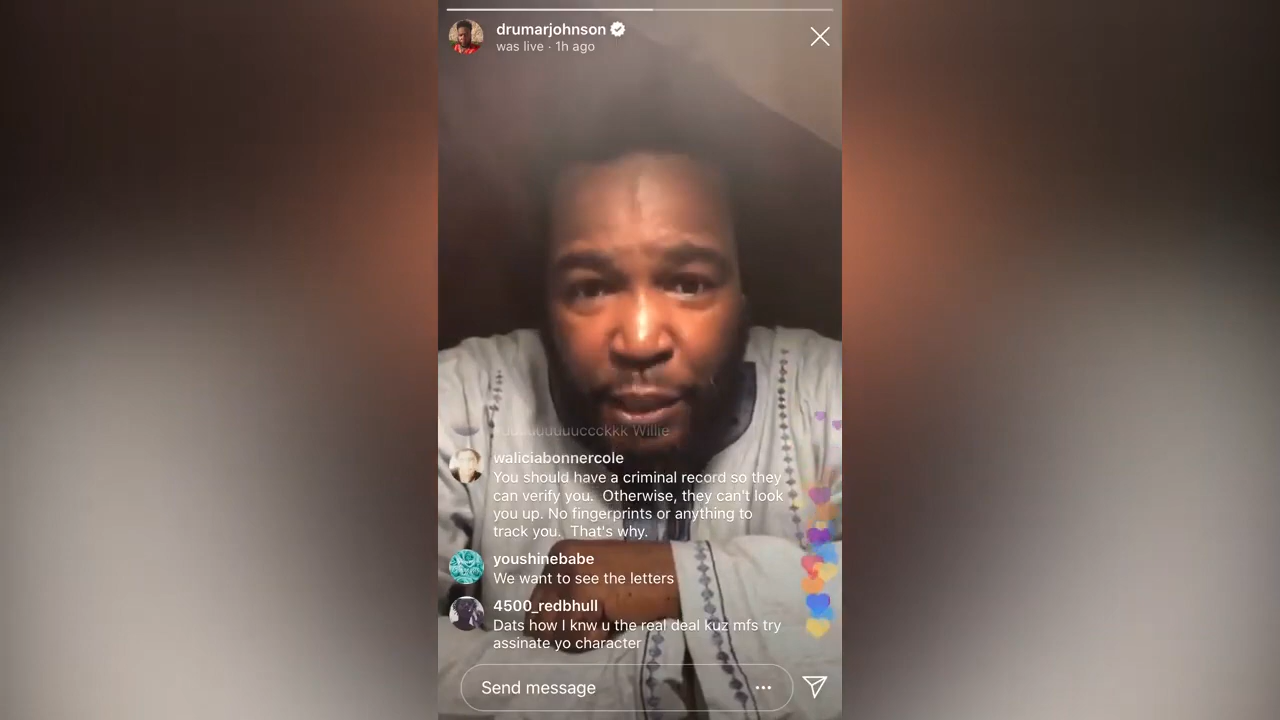 drumarjohnson
was live · 1h ago
Willie
waliciabonnercole
You should have a criminal record so they
can verify you. Otherwise, they can't look
you up. No fingerprints or anything to
track you. That's why.
youshinebabe
We want to see the letters
4500_redbhull
Dats how I knw u the real deal kuz mfs try
assinate yo character
Send message